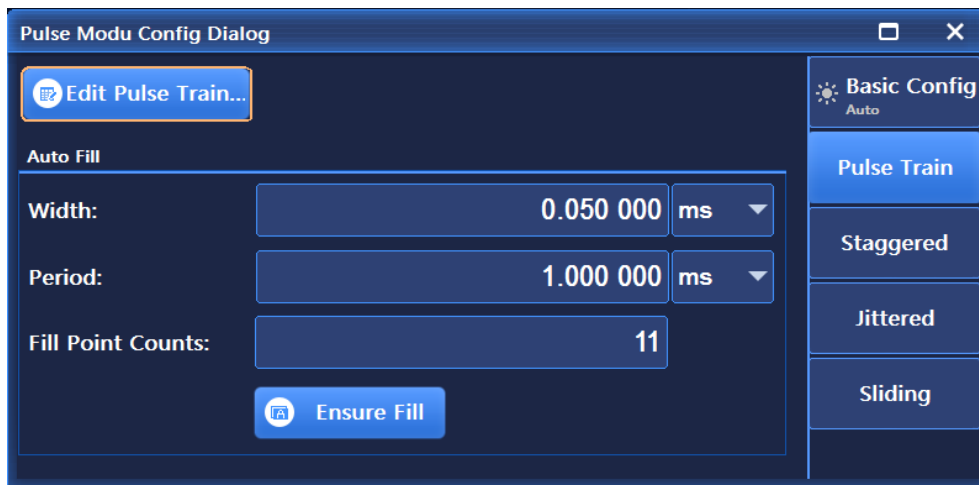 Pulse Modu Config Dialog
Edit Pulse Train...
Auto Fill
Width:
0.050 000
ms
Period:
1.000 000
ms
Fill Point Counts:
11
Ensure Fill
Basic Config
Auto
Pulse Train
Staggered
Jittered
Sliding